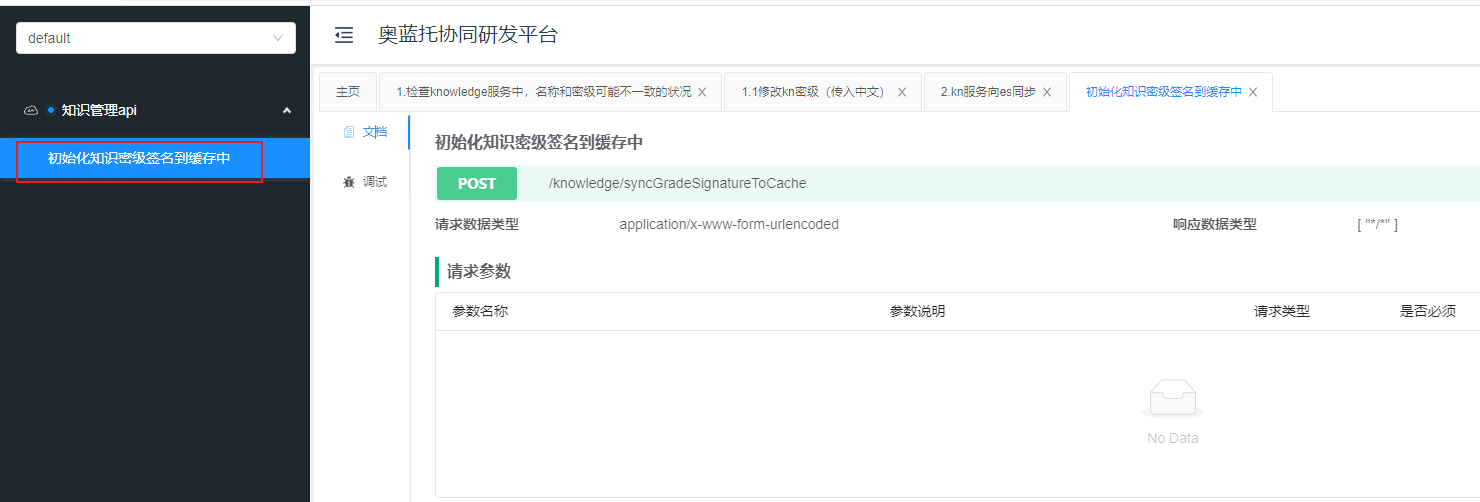 default
奥蓝托协同研发平台
知识管理api
初始化知识密级签名到缓存中
主页
1.检查knowledge服务中，名称和密级可能不一致的状况
1.1修改kn密级（传入中文）
2.kn服务向es同步
初始化知识密级签名到缓存中
文档
调试
初始化知识密级签名到缓存中
POST /knowledge/syncGradeSignatureToCache
请求数据类型 application/x-www-form-urlencoded 响应数据类型 [ "*/*" ]
请求参数
参数名称 参数说明 请求类型 是否必须
No Data